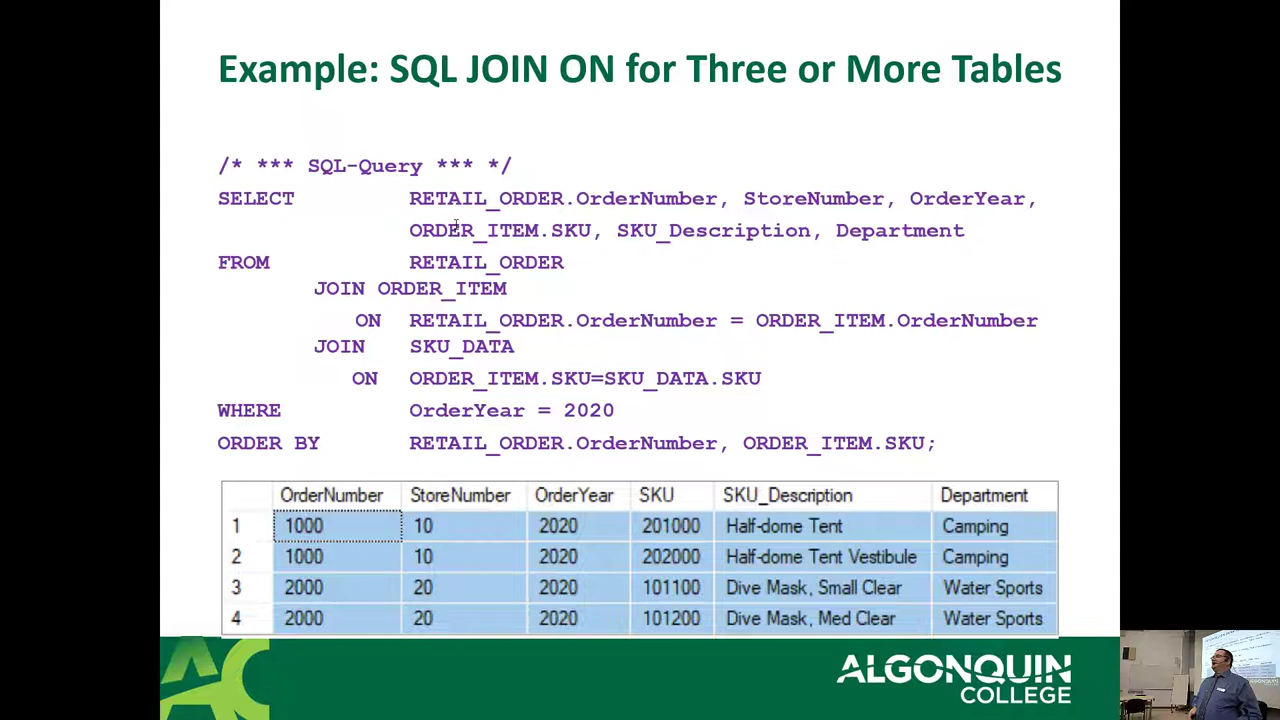 Example: SQL JOIN ON for Three or More Tables
/* *** SQL-Query *** */
SELECT RETAIL_ORDER.OrderNumber, StoreNumber, OrderYear,
ORDER_ITEM.SKU, SKU_Description, Department
FROM RETAIL_ORDER
JOIN ORDER_ITEM
ON RETAIL_ORDER.OrderNumber = ORDER_ITEM.OrderNumber
JOIN SKU_DATA
ON ORDER_ITEM.SKU=SKU_DATA.SKU
WHERE OrderYear = 2020
ORDER BY RETAIL_ORDER.OrderNumber, ORDER_ITEM.SKU;
OrderNumber StoreNumber OrderYear SKU SKU_Description Department
1 1000 10 2020 201000 Half-dome Tent Camping
2 1000 10 2020 202000 Half-dome Tent Vestibule Camping
3 2000 20 2020 101100 Dive Mask, Small Clear Water Sports
4 2000 20 2020 101200 Dive Mask, Med Clear Water Sports
AC
ALGONQUIN
COLLEGE